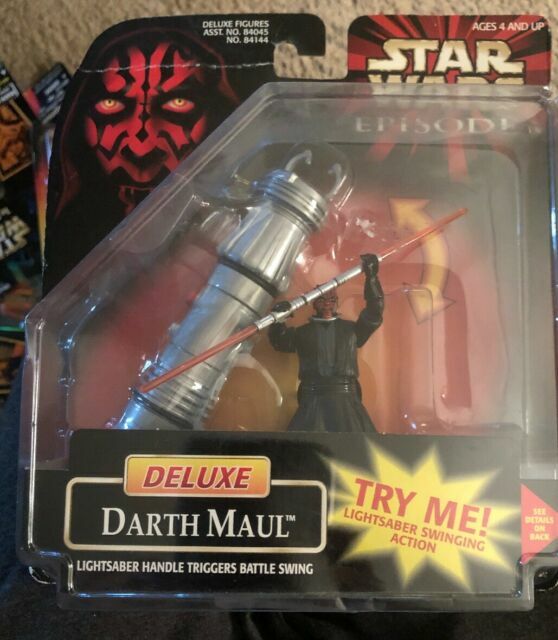 DELUXE FIGURES
ASST. NO. 84045
NO. 84144
AGES 4 AND UP
STAR
WARS
EPISODE I
DELUXE
DARTH MAUL™
LIGHTSABER HANDLE TRIGGERS BATTLE SWING
TRY ME!
LIGHTSABER SWINGING
ACTION
SEE
DETAILS
ON
BACK